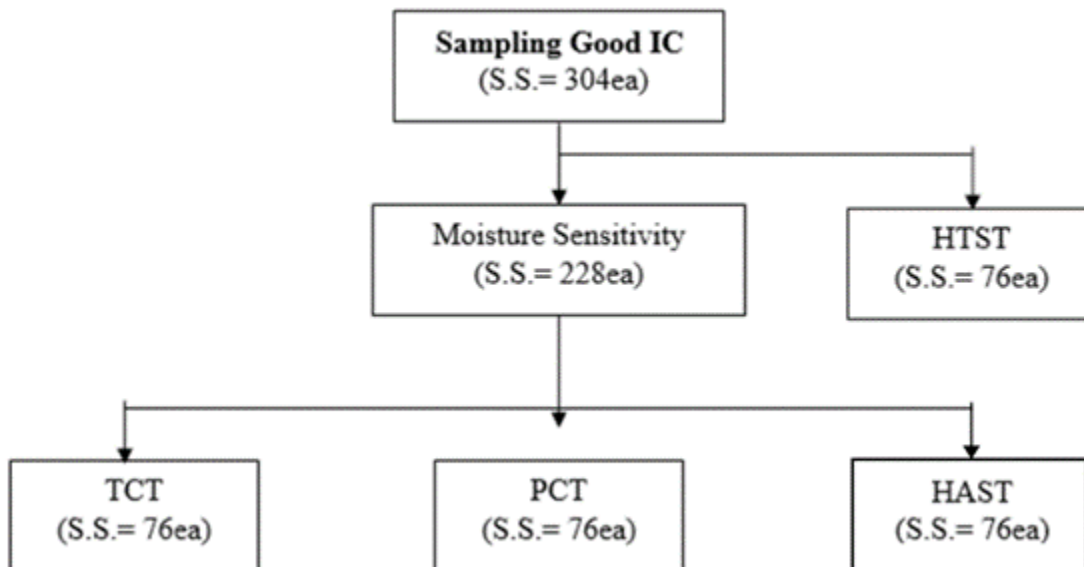 Sampling Good IC
(S.S.= 304ea)
Moisture Sensitivity
(S.S.= 228ea)
HTST
(S.S.= 76ea)
TCT
(S.S.= 76ea)
PCT
(S.S.= 76ea)
HAST
(S.S.= 76ea)